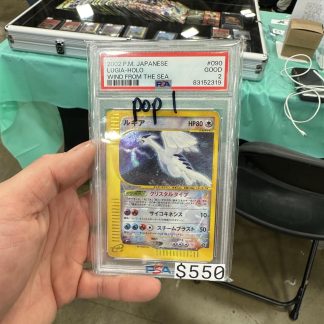 2002 P.M. JAPANESE #090
LUGIA-HOLO GOOD
WIND FROM THE SEA 2
PSA 83152319
pop 1
ルギア HP80
クリスタルタイプ
サイコキネシス 10
スチームブラスト 50
PSA
$550